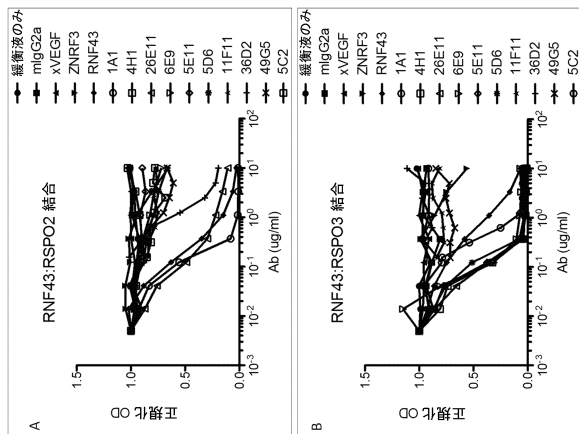 A
RNF43:RSPO2 結合
正規化 OD
1.5
1.0
0.5
0.0
10-3
10-2
10-1
100
101
102
Ab (ug/ml)
緩衝液のみ
mIgG2a
xVEGF
ZNRF3
RNF43
1A1
4H1
26E11
6E9
5E11
5D6
11F11
36D2
49G5
5C2
B
RNF43:RSPO3 結合
正規化 OD
1.5
1.0
0.5
0.0
10-3
10-2
10-1
100
101
102
Ab (ug/ml)
緩衝液のみ
mIgG2a
xVEGF
ZNRF3
RNF43
1A1
4H1
26E11
6E9
5E11
5D6
11F11
36D2
49G5
5C2